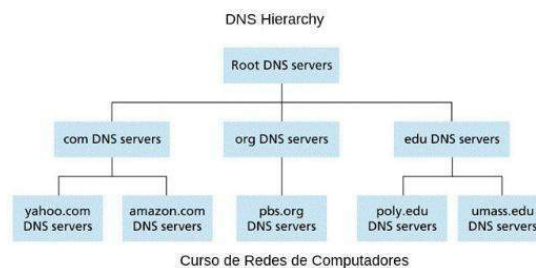 DNS Hierarchy
Root DNS servers
com DNS servers
org DNS servers
edu DNS servers
yahoo.com
DNS servers
amazon.com
DNS servers
pbs.org
DNS servers
poly.edu
DNS servers
umass.edu
DNS servers
Curso de Redes de Computadores